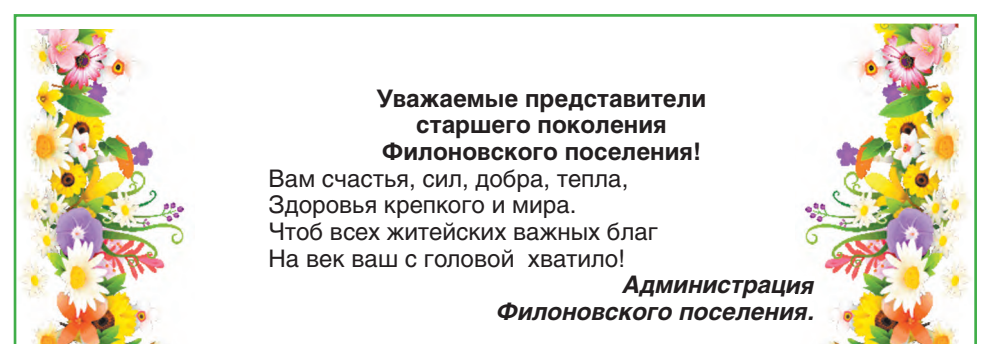 Уважаемые представители
старшего поколения
Филоновского поселения!
Вам счастья, сил, добра, тепла,
Здоровья крепкого и мира.
Чтоб всех житейских важных благ
На век ваш с головой хватило!
Администрация
Филоновского поселения.